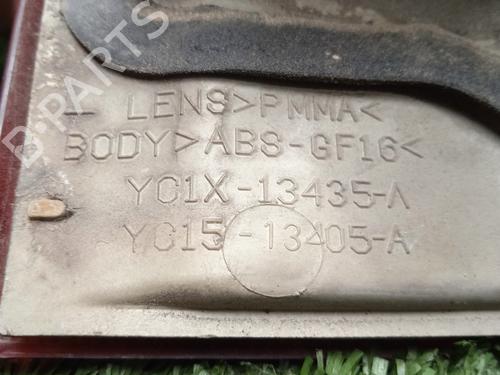 LENS>PMMA<
BODY>ABS-GF16<
YC1X-13435-A
YC15-13405-A